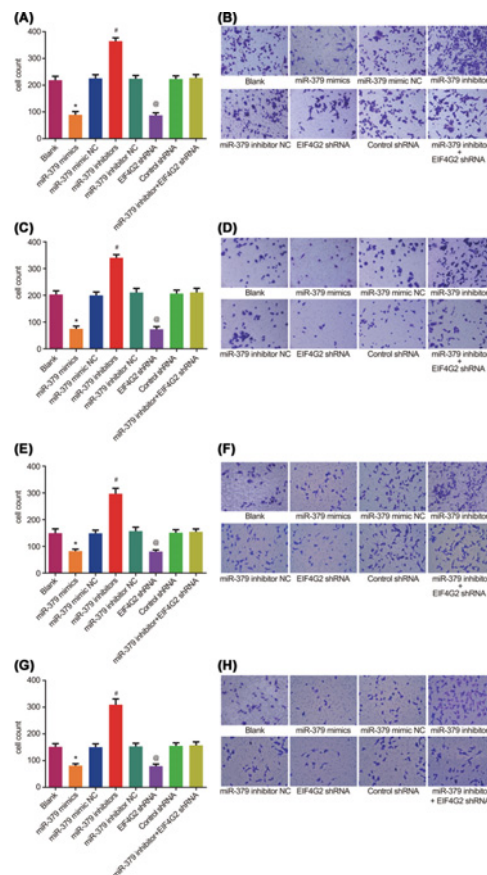 (A)
cell count
400
300
200
100
0
*
#
@
Blank
miR-379 mimics
miR-379 mimic NC
miR-379 inhibitors
miR-379 inhibitor NC
EIF4G2 shRNA
Control shRNA
miR-379 inhibitor+EIF4G2 shRNA
(B)
Blank
miR-379 mimics
miR-379 mimic NC
miR-379 inhibitor
miR-379 inhibitor NC
EIF4G2 shRNA
Control shRNA
miR-379 inhibitor
+
EIF4G2 shRNA
(C)
cell count
400
300
200
100
0
*
#
@
Blank
miR-379 mimics
miR-379 mimic NC
miR-379 inhibitors
miR-379 inhibitor NC
EIF4G2 shRNA
Control shRNA
miR-379 inhibitor+EIF4G2 shRNA
(D)
Blank
miR-379 mimics
miR-379 mimic NC
miR-379 inhibitor
miR-379 inhibitor NC
EIF4G2 shRNA
Control shRNA
miR-379 inhibitor
+
EIF4G2 shRNA
(E)
cell count
400
300
200
100
0
*
#
@
Blank
miR-379 mimics
miR-379 mimic NC
miR-379 inhibitors
miR-379 inhibitor NC
EIF4G2 shRNA
Control shRNA
miR-379 inhibitor+EIF4G2 shRNA
(F)
Blank
miR-379 mimics
miR-379 mimic NC
miR-379 inhibitor
miR-379 inhibitor NC
EIF4G2 shRNA
Control shRNA
miR-379 inhibitor
+
EIF4G2 shRNA
(G)
cell count
400
300
200
100
0
*
#
@
Blank
miR-379 mimics
miR-379 mimic NC
miR-379 inhibitors
miR-379 inhibitor NC
EIF4G2 shRNA
Control shRNA
miR-379 inhibitor+EIF4G2 shRNA
(H)
Blank
miR-379 mimics
miR-379 mimic NC
miR-379 inhibitor
miR-379 inhibitor NC
EIF4G2 shRNA
Control shRNA
miR-379 inhibitor
+ EIF4G2 shRNA